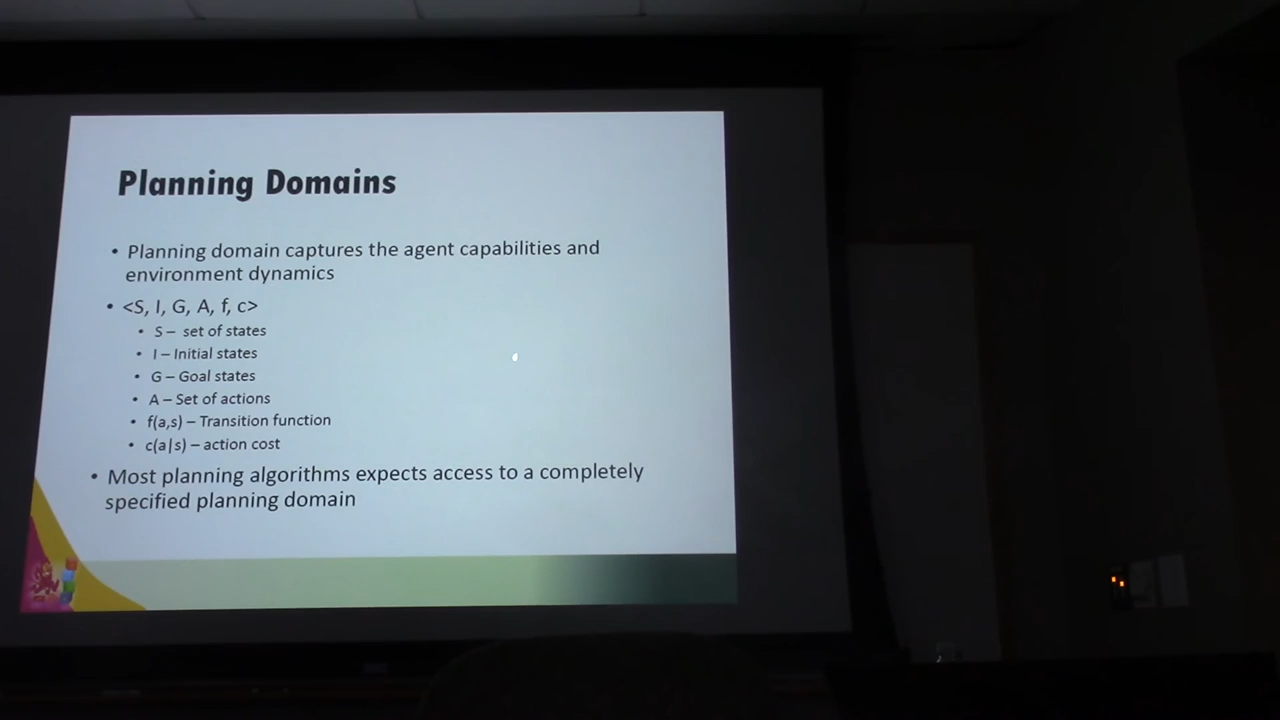 Planning Domains
• Planning domain captures the agent capabilities and
environment dynamics
• <S, I, G, A, f, c>
• S – set of states
• I – Initial states
• G – Goal states
• A – Set of actions
• f(a,s) – Transition function
• c(a|s) – action cost
• Most planning algorithms expects access to a completely
specified planning domain